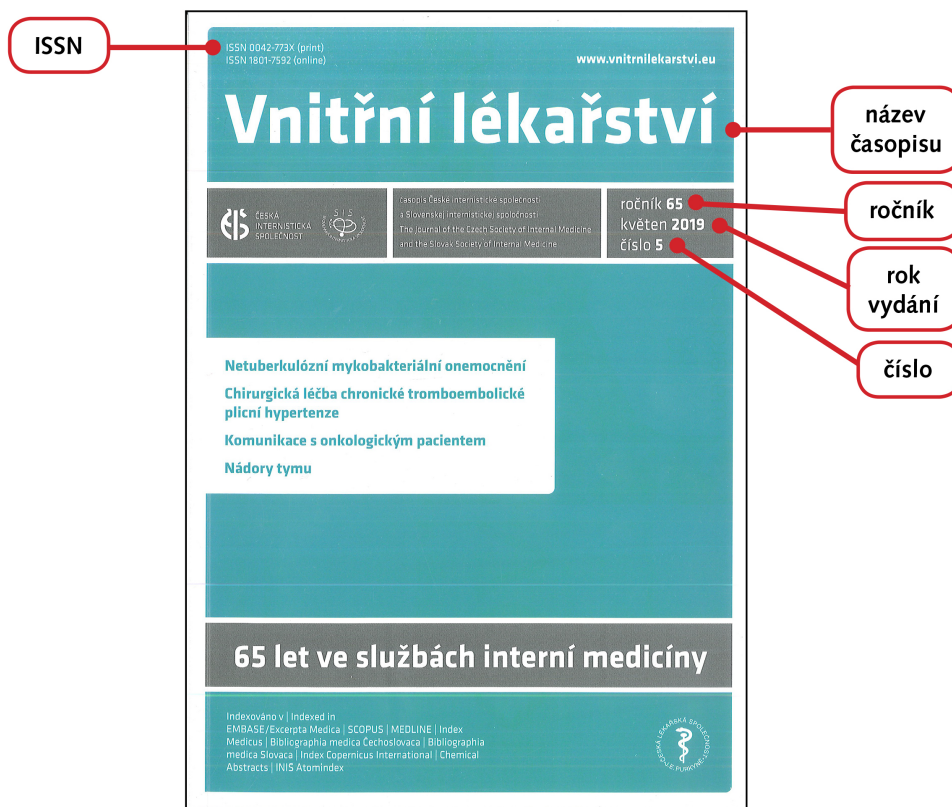 ISSN
ISSN 0042-773X (print)
ISSN 1801-7592 (online)
www.vnitrnilekarstvi.eu
Vnitřní lékařství
název
časopisu
ČESKÁ
INTERNISTICKÁ
SPOLEČNOST
časopis České internistické společnosti
a Slovenskej internistickej spoločnosti
The Journal of the Czech Society of Internal Medicine
and the Slovak Society of Internal Medicine
ročník 65
květen 2019
číslo 5
ročník
rok
vydání
číslo
Netuberkulózní mykobakteriální onemocnění
Chirurgická léčba chronické tromboembolické
plicní hypertenze
Komunikace s onkologickým pacientem
Nádory tymu
65 let ve službách interní medicíny
Indexováno v | Indexed in
EMBASE/Excerpta Medica | SCOPUS | MEDLINE | Index
Medicus | Bibliographia medica Čechoslovaca | Bibliographia
medica Slovaca | Index Copernicus International | Chemical
Abstracts | INIS Atomindex
ČESKÁ LÉKAŘSKÁ SPOLEČNOST J. E. PURKYNĚ